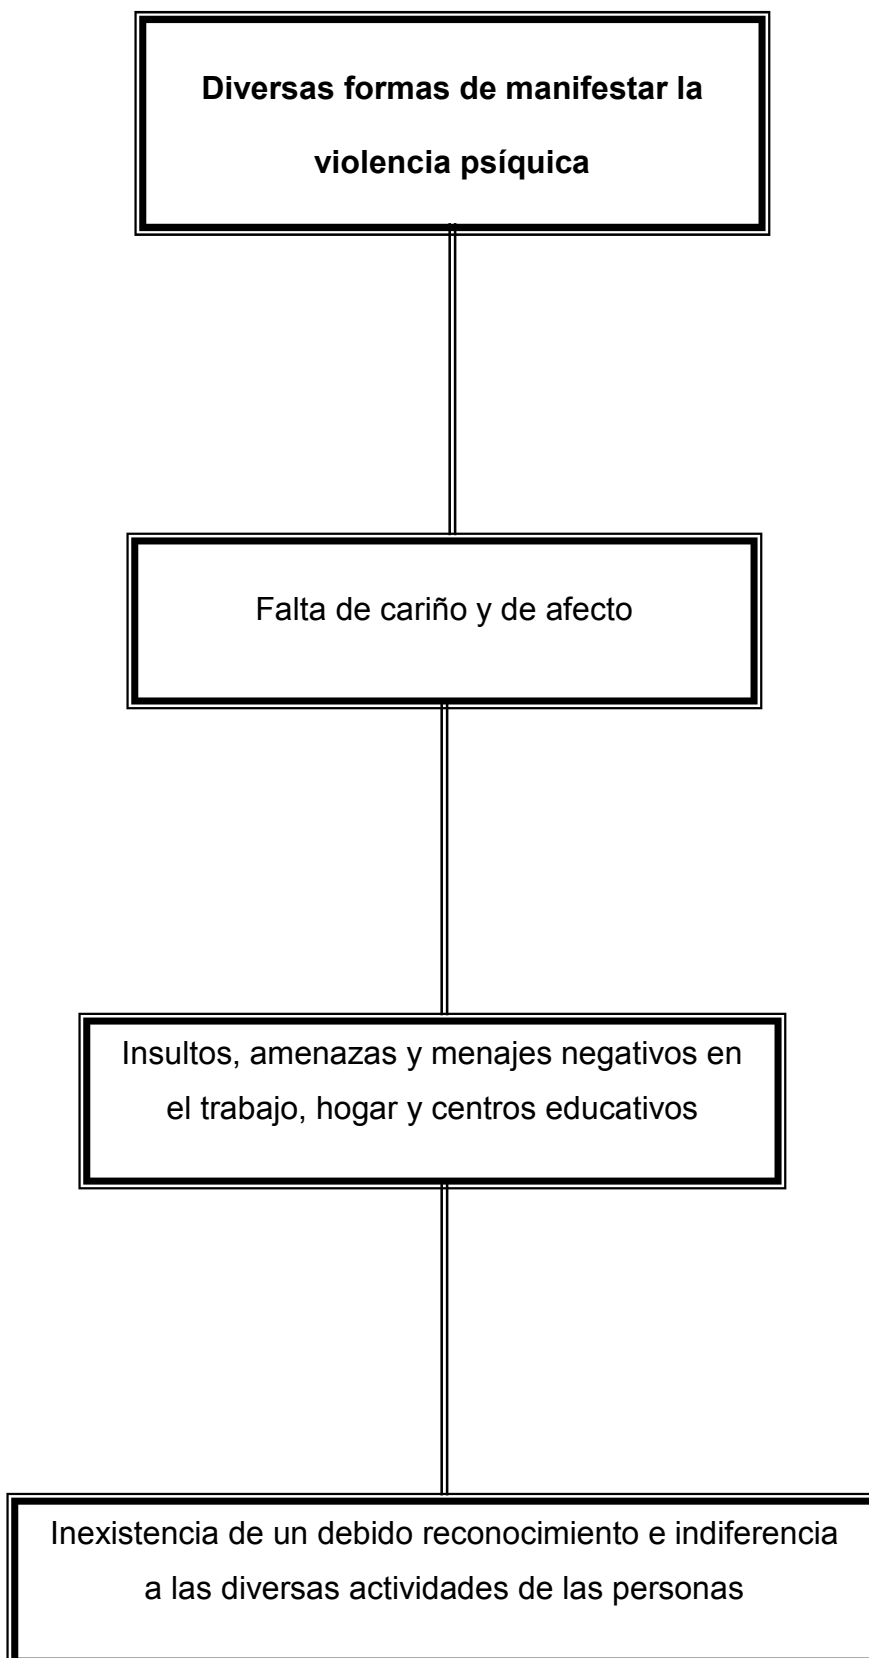 Diversas formas de manifestar la
violencia psíquica
Falta de cariño y de afecto
Insultos, amenazas y menajes negativos en
el trabajo, hogar y centros educativos
Inexistencia de un debido reconocimiento e indiferencia
a las diversas actividades de las personas